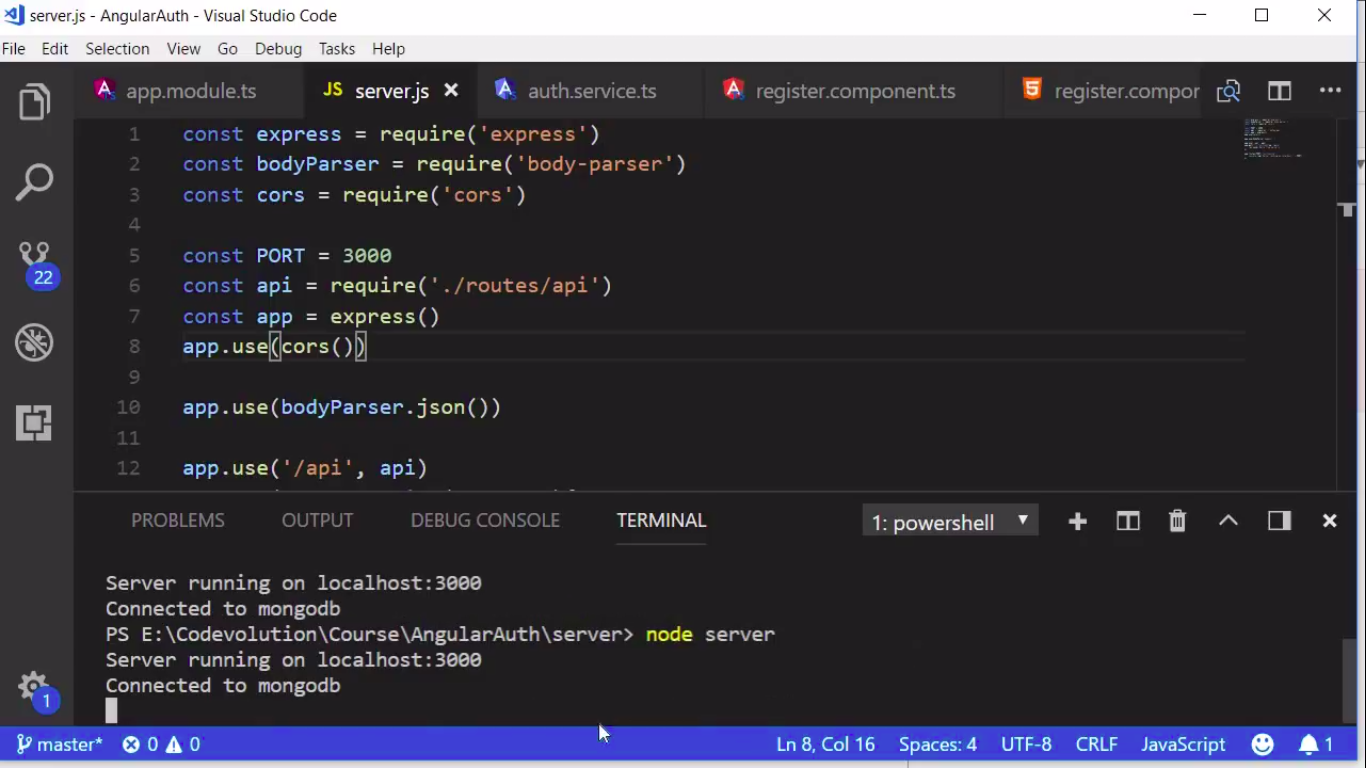 server.js - AngularAuth - Visual Studio Code
File Edit Selection View Go Debug Tasks Help
app.module.ts JS server.js auth.service.ts register.component.ts register.compor
1 const express = require('express')
2 const bodyParser = require('body-parser')
3 const cors = require('cors')
4
5 const PORT = 3000
6 const api = require('./routes/api')
7 const app = express()
8 app.use(cors())
9
10 app.use(bodyParser.json())
11
12 app.use('/api', api)
22
PROBLEMS OUTPUT DEBUG CONSOLE TERMINAL 1: powershell
Server running on localhost:3000
Connected to mongodb
PS E:\Codevolution\Course\AngularAuth\server> node server
Server running on localhost:3000
Connected to mongodb
1
master* 0 0 Ln 8, Col 16 Spaces: 4 UTF-8 CRLF JavaScript 1